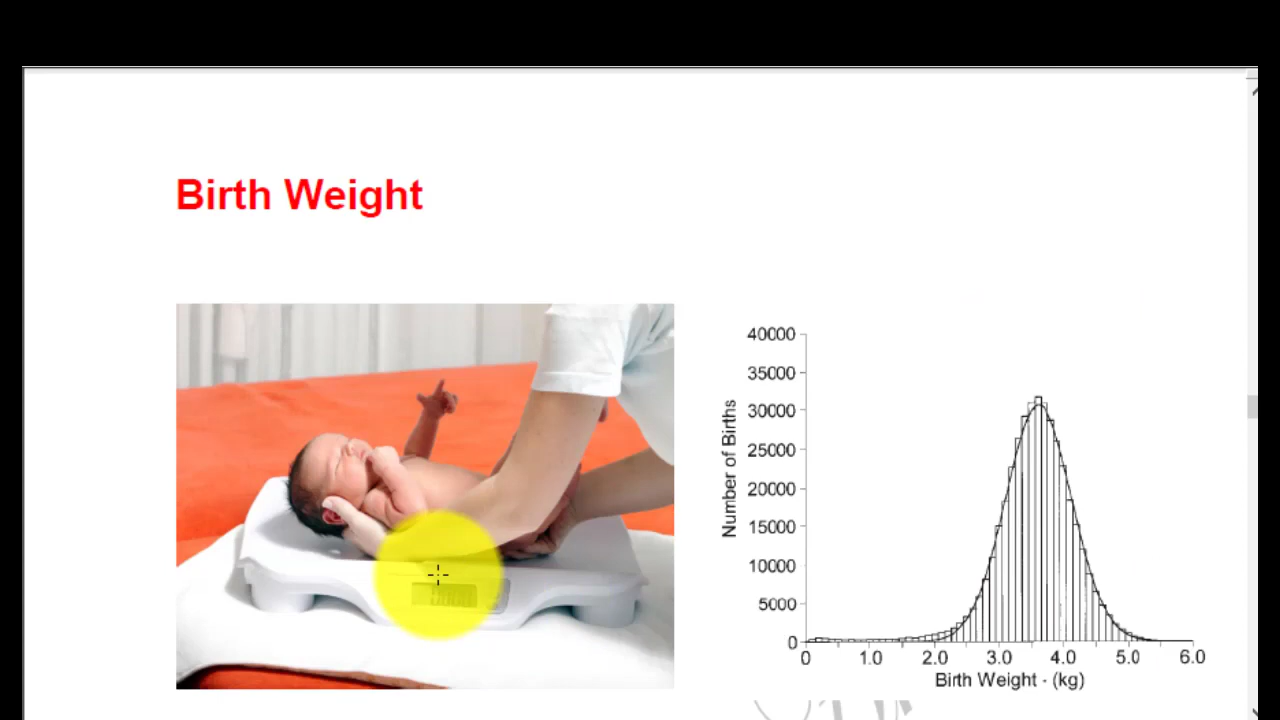 Birth Weight
40000
35000
30000
25000
20000
15000
10000
5000
0
Number of Births
0 1.0 2.0 3.0 4.0 5.0 6.0
Birth Weight - (kg)